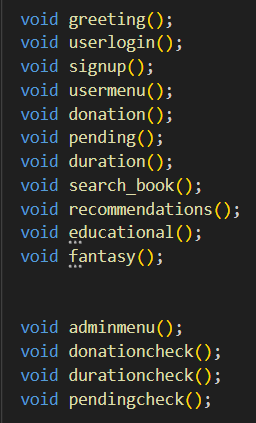 void greeting();
void userlogin();
void signup();
void usermenu();
void donation();
void pending();
void duration();
void search_book();
void recommendations();
void educational();
void fantasy();
void adminmenu();
void donationcheck();
void durationcheck();
void pendingcheck();